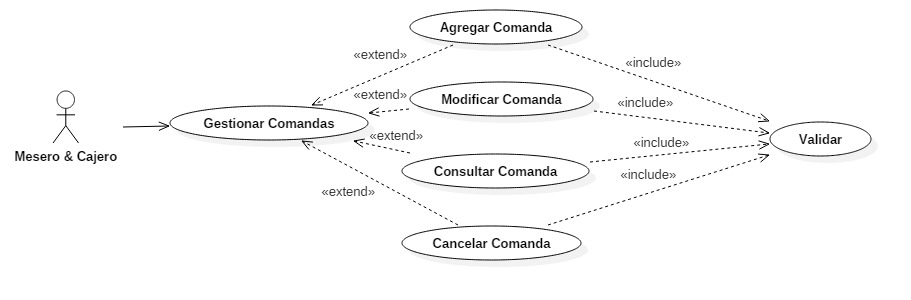 Agregar Comanda
«extend»
«include»
«extend»
Modificar Comanda
«include»
Gestionar Comandas
«extend»
Validar
«include»
Mesero & Cajero
Consultar Comanda
«include»
«extend»
Cancelar Comanda